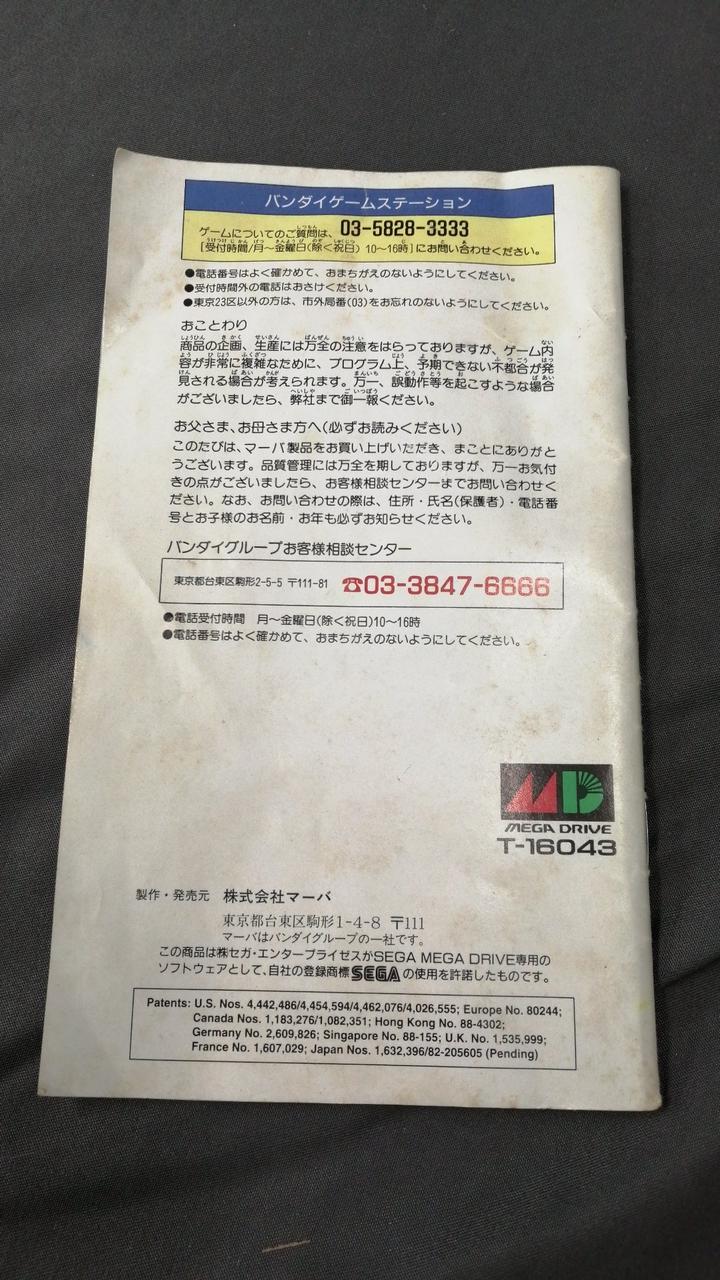 バンダイゲームステーション
ゲームについてのご質問は、 03-5828-3333
[受付時間/月〜金曜日(除く祝日) 10〜16時]にお問い合わせください。
●電話番号はよく確かめて、おまちがえのないようにしてください。
●受付時間外の電話はおさけください。
●東京23区以外の方は、市外局番(03)をお忘れのないようにしてください。
おことわり
商品の企画、生産には万全の注意をはらっておりますが、ゲーム内
容が非常に複雑なために、プログラム上、予期できない不都合が発
見される場合が考えられます。万一、誤動作等を起こすような場合
がございましたら、弊社まで御一報ください。
お父さま、お母さま方へ(必ずお読みください)
このたびは、マーバ製品をお買い上げいただき、まことにありがと
うございます。品質管理には万全を期しておりますが、万一お気付
きの点がございましたら、お客様相談センターまでお問い合わせく
ださい。なお、お問い合わせの際は、住所・氏名(保護者)・電話番
号とお子様のお名前・お年も必ずお知らせください。
バンダイグループお客様相談センター
東京都台東区駒形2-5-5 〒111-81 ☎03-3847-6666
●電話受付時間 月〜金曜日(除く祝日)10〜16時
●電話番号はよく確かめて、おまちがえのないようにしてください。
MD
MEGA DRIVE
T-16043
製作・発売元 株式会社マーバ
東京都台東区駒形1-4-8 〒111
マーバはバンダイグループの一社です。
この商品は㈱セガ・エンタープライゼスがSEGA MEGA DRIVE専用の
ソフトウェアとして、自社の登録商標SEGAの使用を許諾したものです。
Patents: U.S. Nos. 4,442,486/4,454,594/4,462,076/4,026,555; Europe No. 80244;
Canada Nos. 1,183,276/1,082,351; Hong Kong No. 88-4302;
Germany No. 2,609,826; Singapore No. 88-155; U.K. No. 1,535,999;
France No. 1,607,029; Japan Nos. 1,632,396/82-205605 (Pending)